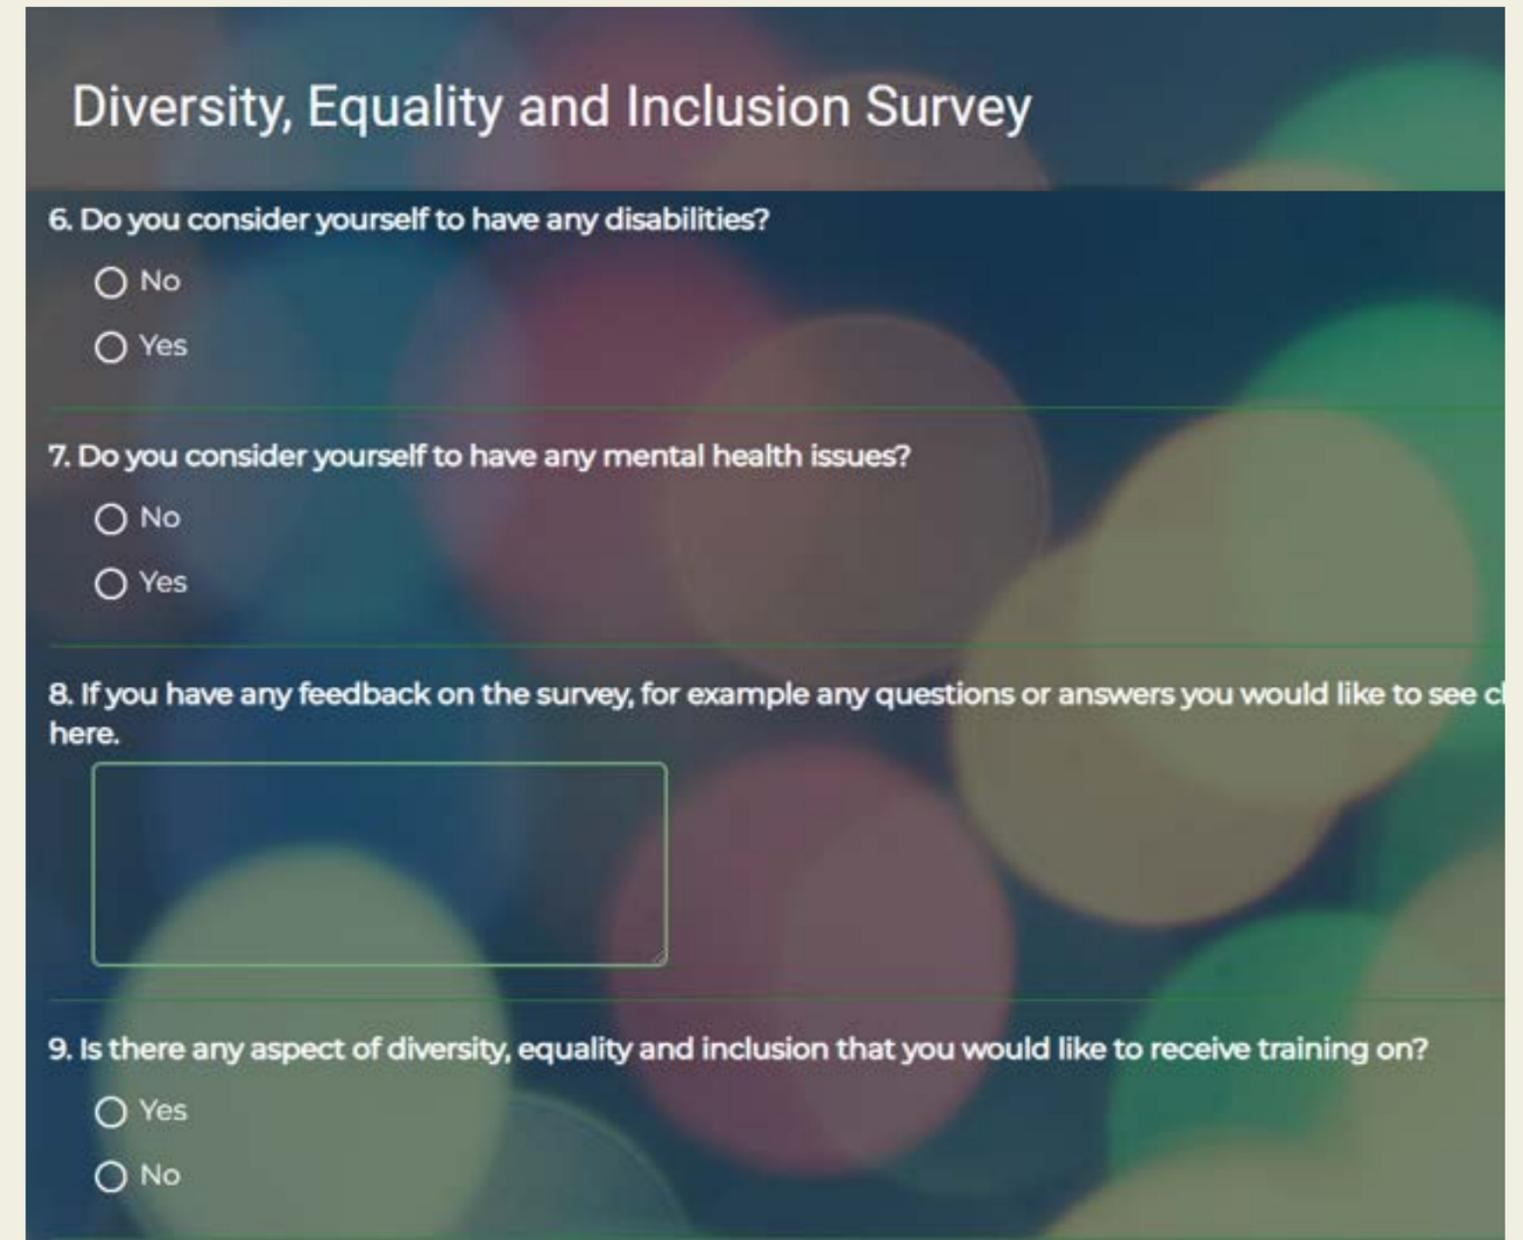 Diversity, Equality and Inclusion Survey
6. Do you consider yourself to have any disabilities?
No
Yes
7. Do you consider yourself to have any mental health issues?
No
Yes
8. If you have any feedback on the survey, for example any questions or answers you would like to see
here.
9. Is there any aspect of diversity, equality and inclusion that you would like to receive training on?
Yes
No